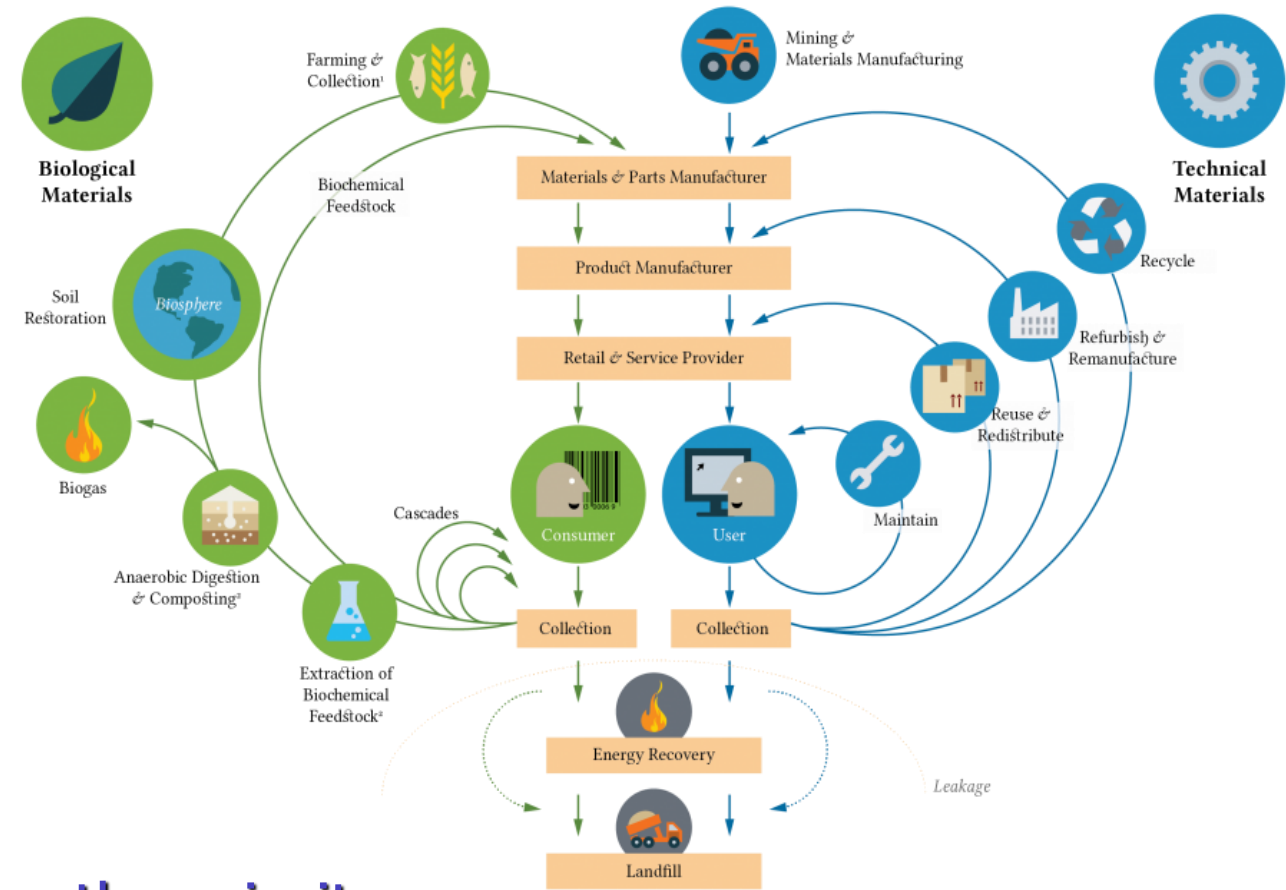 Farming &
Collection¹
Mining &
Materials Manufacturing
Biological
Materials
Technical
Materials
Materials & Parts Manufacturer
Biochemical
Feedstock
Recycle
Product Manufacturer
Soil
Restoration
Biosphere
Refurbish &
Remanufacture
Retail & Service Provider
Reuse &
Redistribute
Biogas
Cascades
Consumer
User
Maintain
Anaerobic Digestion
& Composting²
Collection
Collection
Extraction of
Biochemical
Feedstock²
Energy Recovery
Leakage
Landfill